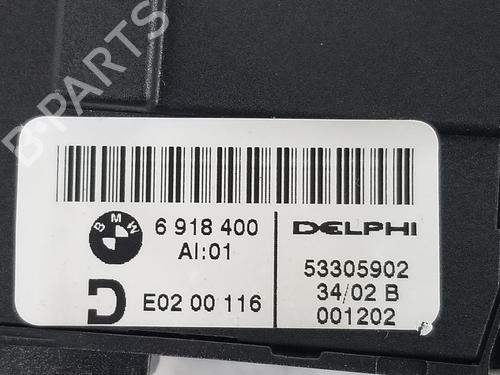 B-PARTS
BMW
6 918 400
AI:01
D
E02 00 116
DELPHI
53305902
34/02 B
001202